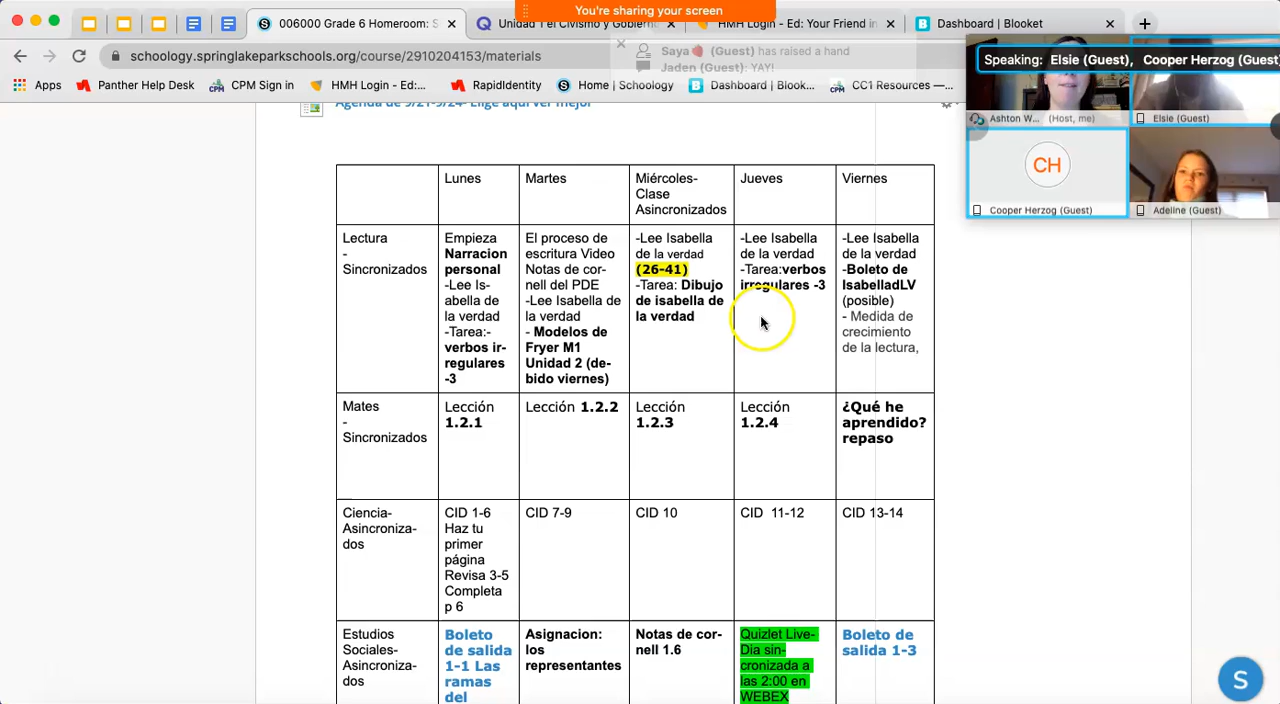 You're sharing your screen
006000 Grade 6 Homeroom: S
Unidad 1 el Civismo y Gobierno
HMH Login - Ed: Your Friend in
Dashboard | Blooket
schoology.springlakeparkschools.org/course/2910204153/materials
Saya (Guest) has raised a hand
Jaden (Guest): YAY!
Apps
Panther Help Desk
CPM Sign in
HMH Login - Ed:
RapidIdentity
Home | Schoology
Dashboard | Blook...
CC1 Resources —...
Speaking: Elsie (Guest), Cooper Herzog (Guest)
Ashton W... (Host, me)
Elsie (Guest)
CH
Cooper Herzog (Guest)
Adeline (Guest)
Agenda de 9/21-9/24- Elige aquí ver mejor
Lunes
Martes
Miércoles-
Clase
Asincronizados
Jueves
Viernes
Lectura
-
Sincronizados
Empieza
Narracion
personal
-Lee Is-
abella de
la verdad
-Tarea:-
verbos ir-
regulares
-3
El proceso de
escritura Video
Notas de cor-
nell del PDE
-Lee Isabella de
la verdad
- Modelos de
Fryer M1
Unidad 2 (de-
bido viernes)
-Lee Isabella
de la verdad
(26-41)
-Tarea: Dibujo
de isabella de
la verdad
-Lee Isabella
de la verdad
-Tarea:verbos
irregulares -3
-Lee Isabella
de la verdad
-Boleto de
IsabelladLV
(posible)
- Medida de
crecimiento
de la lectura,
Mates
-
Sincronizados
Lección
1.2.1
Lección 1.2.2
Lección
1.2.3
Lección
1.2.4
¿Qué he
aprendido?
repaso
Ciencia-
Asincroniza-
dos
CID 1-6
Haz tu
primer
página
Revisa 3-5
Completa
p 6
CID 7-9
CID 10
CID 11-12
CID 13-14
Estudios
Sociales-
Asincroniza-
dos
Boleto
de salida
1-1 Las
ramas
del
Asignacion:
los
representantes
Notas de cor-
nell 1.6
Quizlet Live-
Dia sin-
cronizada a
las 2:00 en
WEBEX
Boleto de
salida 1-3
S